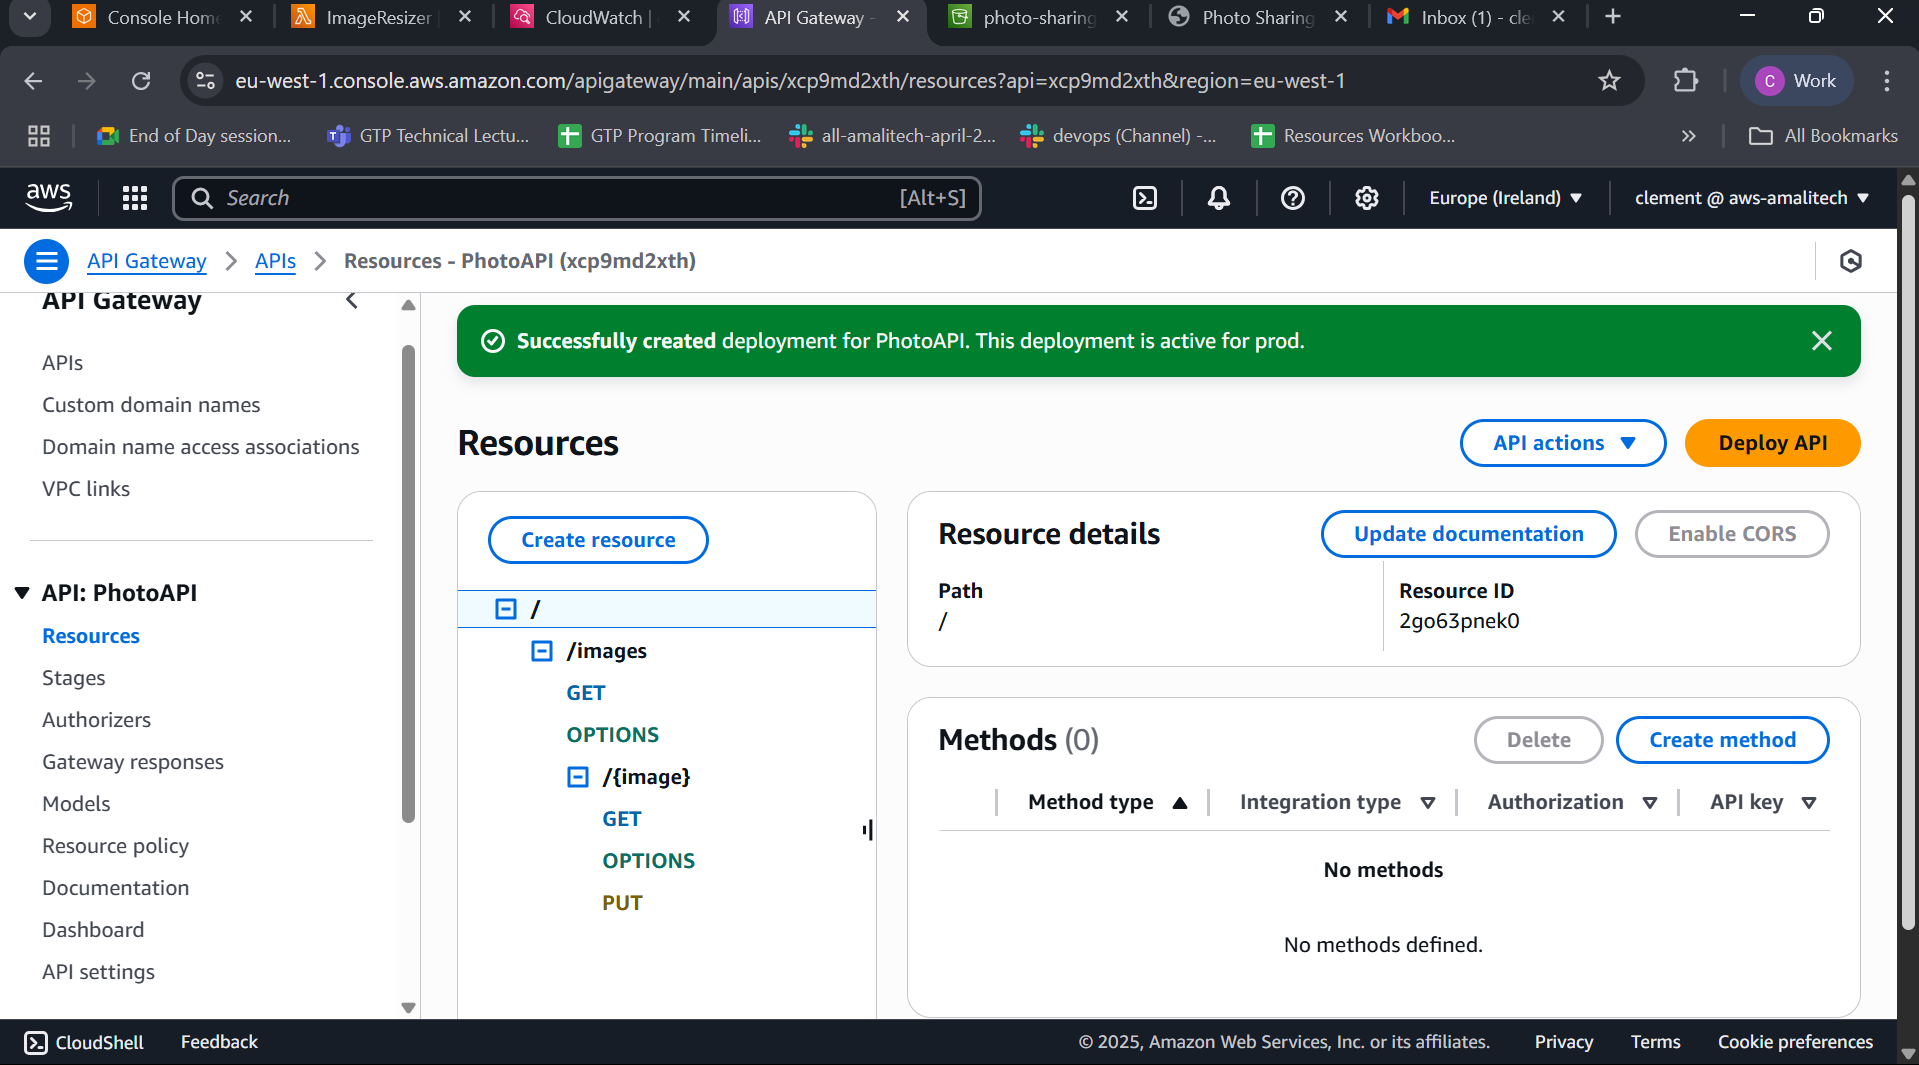 Console Home
ImageResizer
CloudWatch |
API Gateway -
photo-sharing
Photo Sharing
Inbox (1) - cle
eu-west-1.console.aws.amazon.com/apigateway/main/apis/xcp9md2xth/resources?api=xcp9md2xth&region=eu-west-1
C Work
End of Day session...
GTP Technical Lectu...
GTP Program Timeli...
all-amalitech-april-2...
devops (Channel) -...
Resources Workboo...
All Bookmarks
aws
Search
[Alt+S]
Europe (Ireland)
clement @ aws-amalitech
API Gateway
APIs
Resources - PhotoAPI (xcp9md2xth)
API Gateway
APIs
Custom domain names
Domain name access associations
VPC links
API: PhotoAPI
Resources
Stages
Authorizers
Gateway responses
Models
Resource policy
Documentation
Dashboard
API settings
Successfully created deployment for PhotoAPI. This deployment is active for prod.
Resources
API actions
Deploy API
Create resource
/
/images
GET
OPTIONS
/{image}
GET
OPTIONS
PUT
Resource details
Update documentation
Enable CORS
Path
/
Resource ID
2go63pnek0
Methods (0)
Delete
Create method
Method type
Integration type
Authorization
API key
No methods
No methods defined.
CloudShell
Feedback
© 2025, Amazon Web Services, Inc. or its affiliates.
Privacy
Terms
Cookie preferences